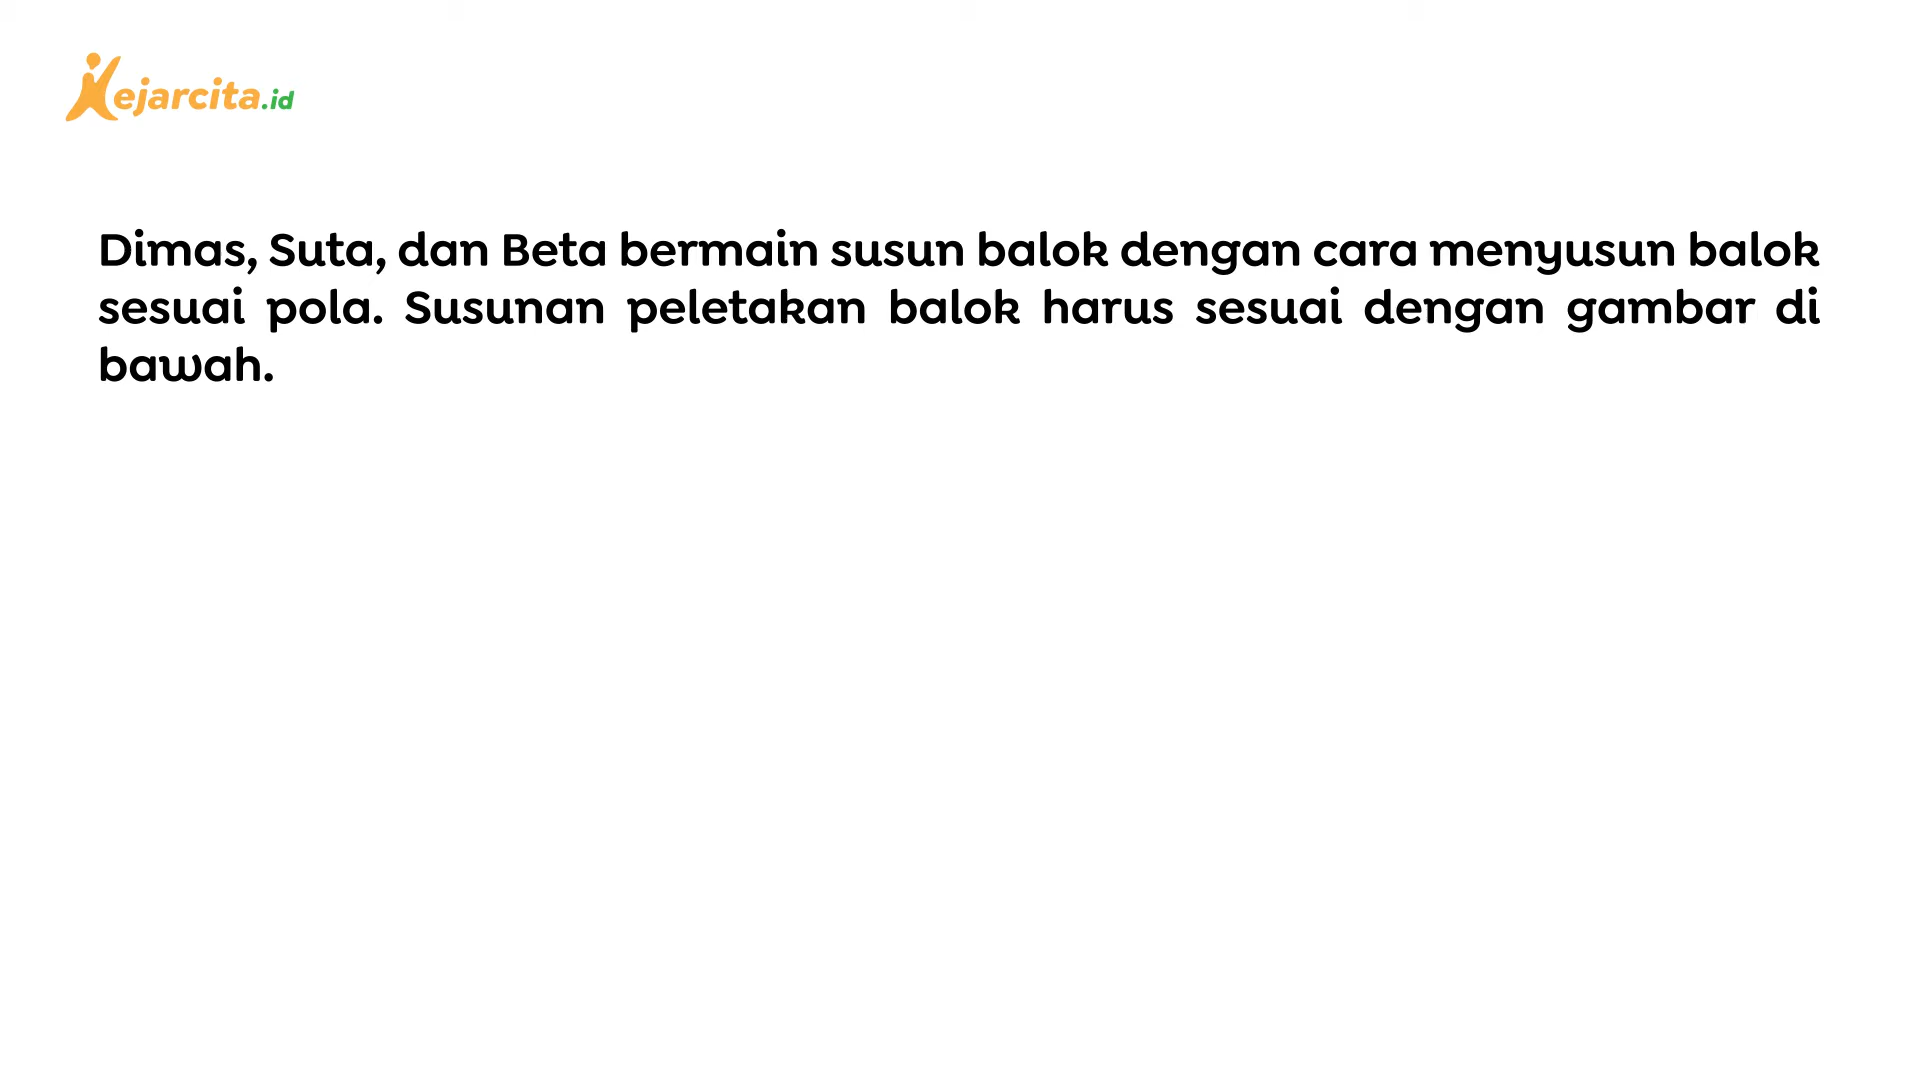 Kejarcita.id
Dimas, Suta, dan Beta bermain susun balok dengan cara menyusun balok
sesuai pola. Susunan peletakan balok harus sesuai dengan gambar di
bawah.